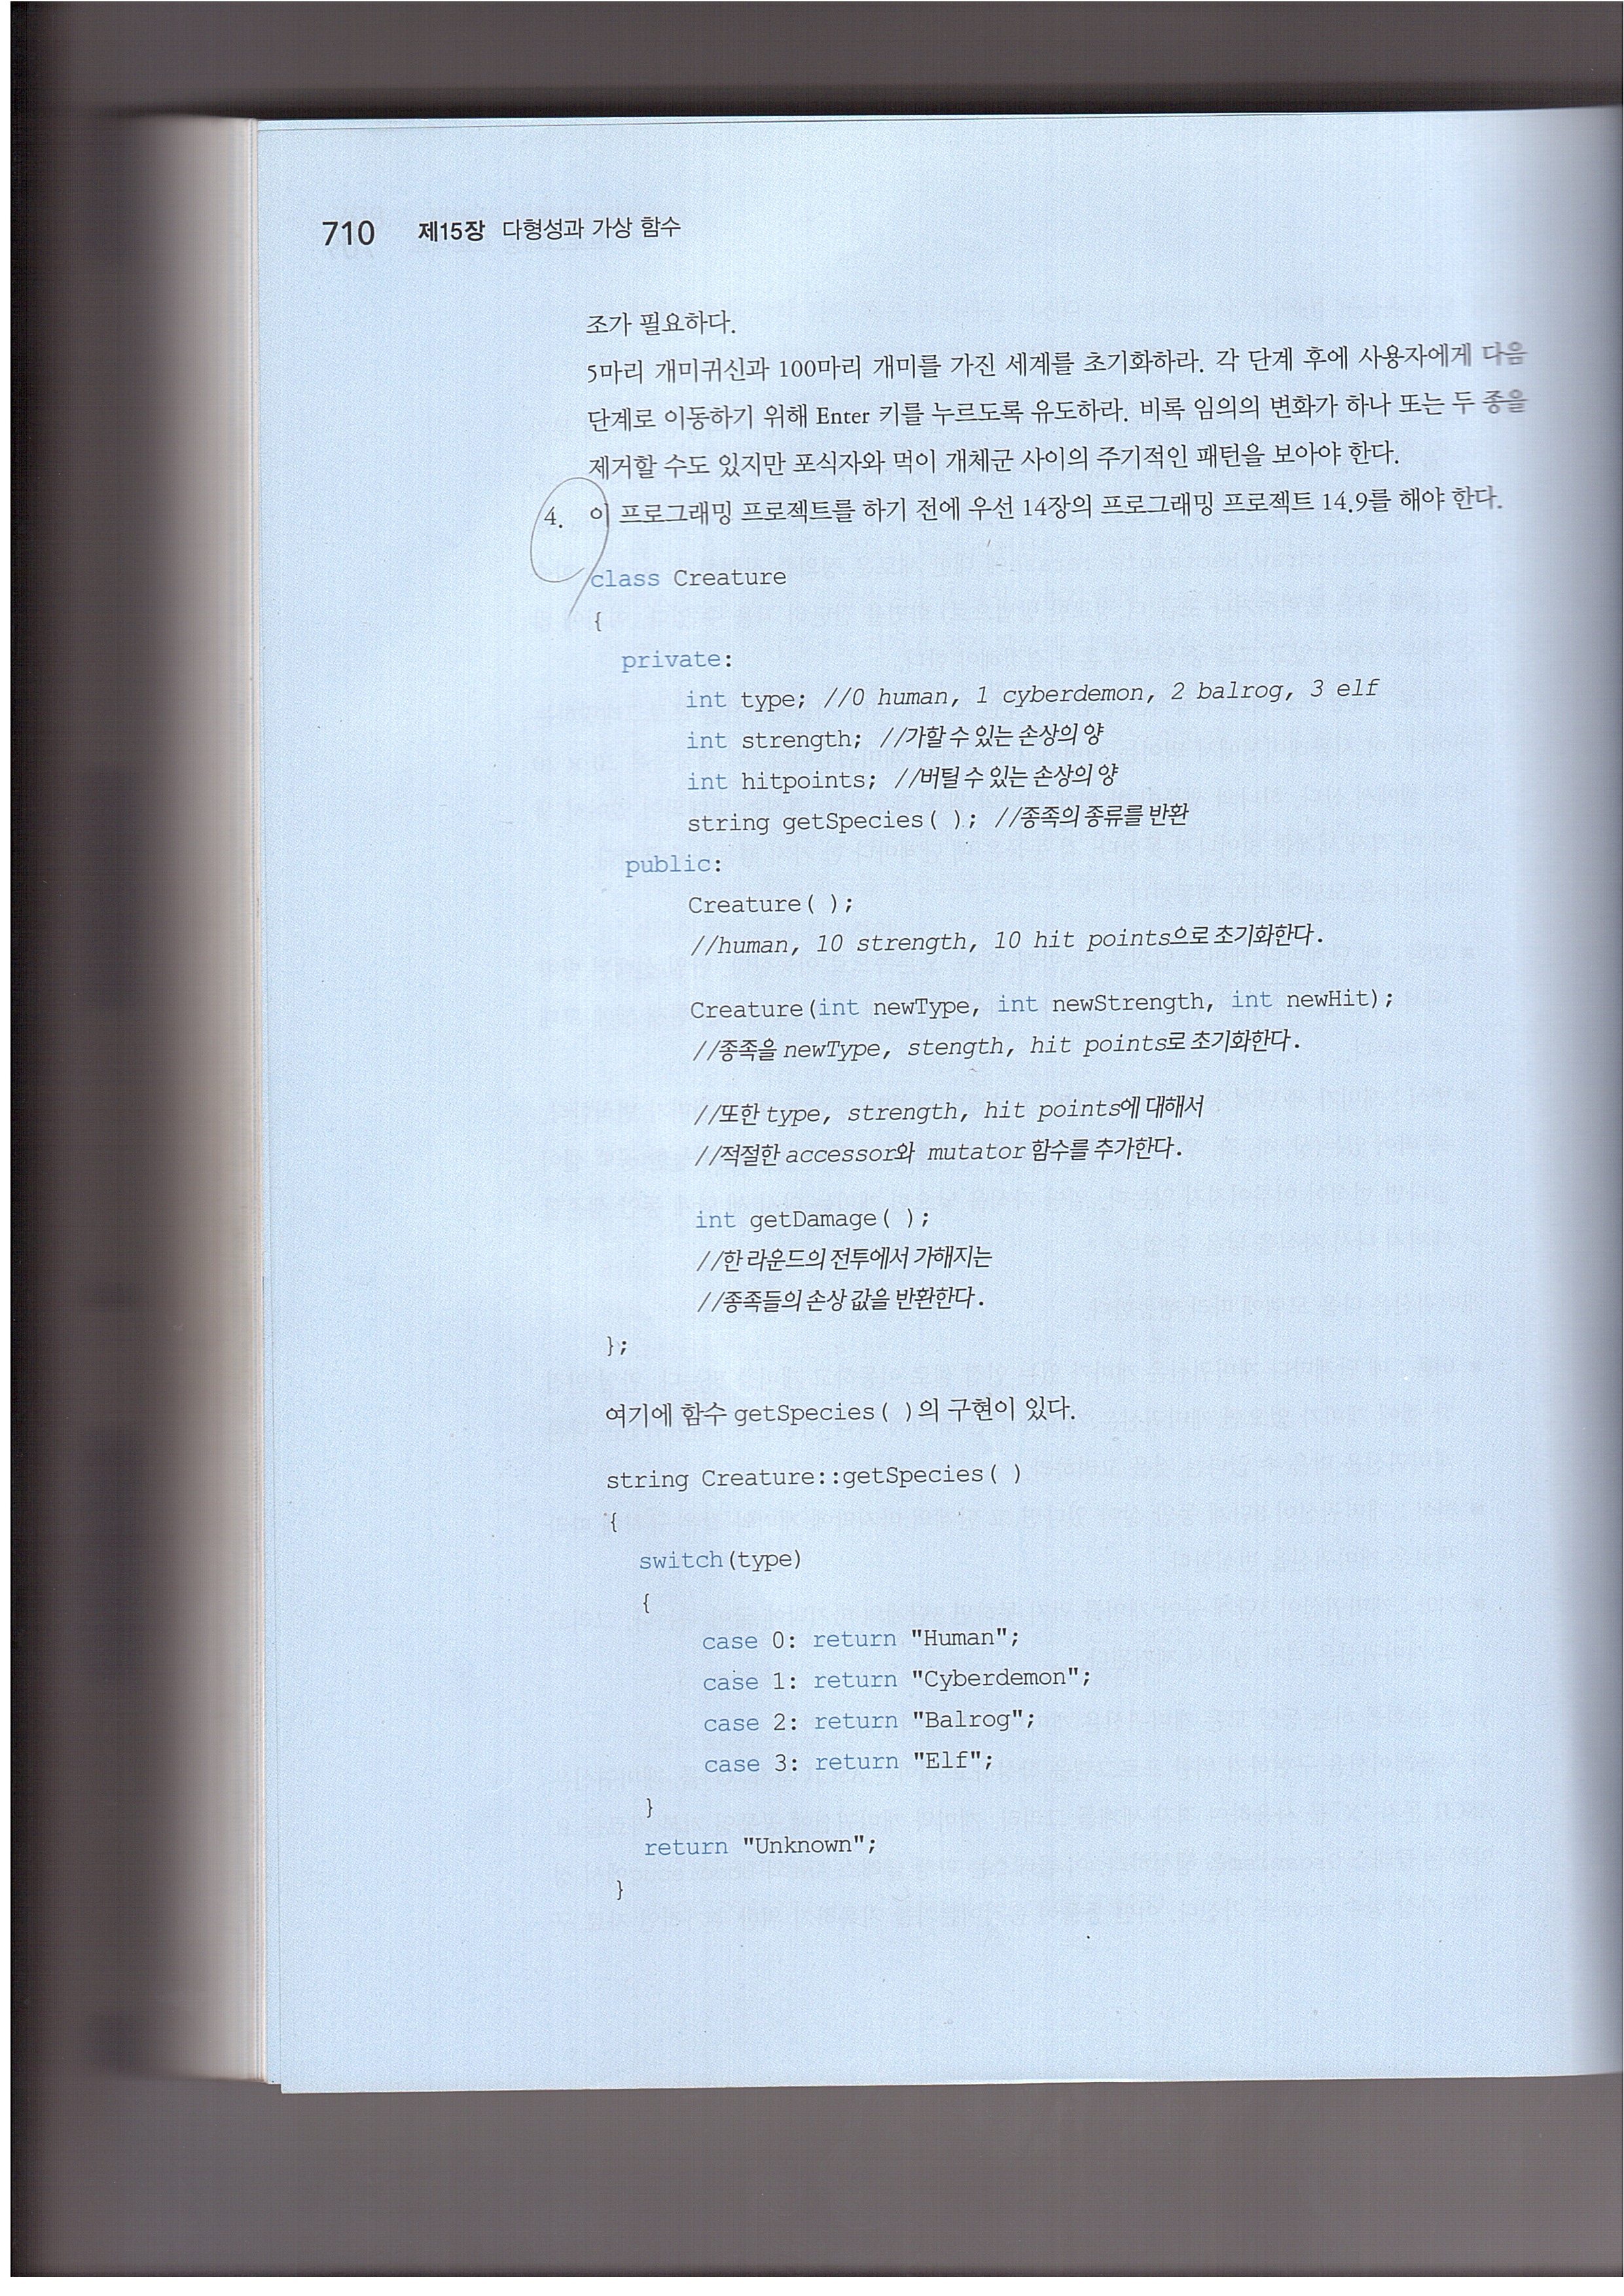 710 제15장 다형성과 가상 함수
조가 필요하다.
5마리 개미귀신과 100마리 개미를 가진 세계를 초기화하라. 각 단계 후에 사용자에게 다음
단계로 이동하기 위해 Enter 키를 누르도록 유도하라. 비록 임의의 변화가 하나 또는 두 종을
제거할 수도 있지만 포식자와 먹이 개체군 사이의 주기적인 패턴을 보아야 한다.
4. 이 프로그래밍 프로젝트를 하기 전에 우선 14장의 프로그래밍 프로젝트 14.9를 해야 한다.
class Creature
{
private:
int type; //0 human, 1 cyberdemon, 2 balrog, 3 elf
int strength; //가할 수 있는 손상의 양
int hitpoints; //버틸 수 있는 손상의 양
string getSpecies( ); //종족의 종류를 반환
public:
Creature( );
//human, 10 strength, 10 hit points으로 초기화한다.
Creature(int newType, int newStrength, int newHit);
//종족을 newType, stength, hit points로 초기화한다.
//또한 type, strength, hit points에 대해서
//적절한 accessor와 mutator 함수를 추가한다.
int getDamage( );
//한 라운드의 전투에서 가해지는
//종족들의 손상 값을 반환한다.
};
여기에 함수 getSpecies( )의 구현이 있다.
string Creature::getSpecies( )
{
switch(type)
{
case 0: return "Human";
case 1: return "Cyberdemon";
case 2: return "Balrog";
case 3: return "Elf";
}
return "Unknown";
}